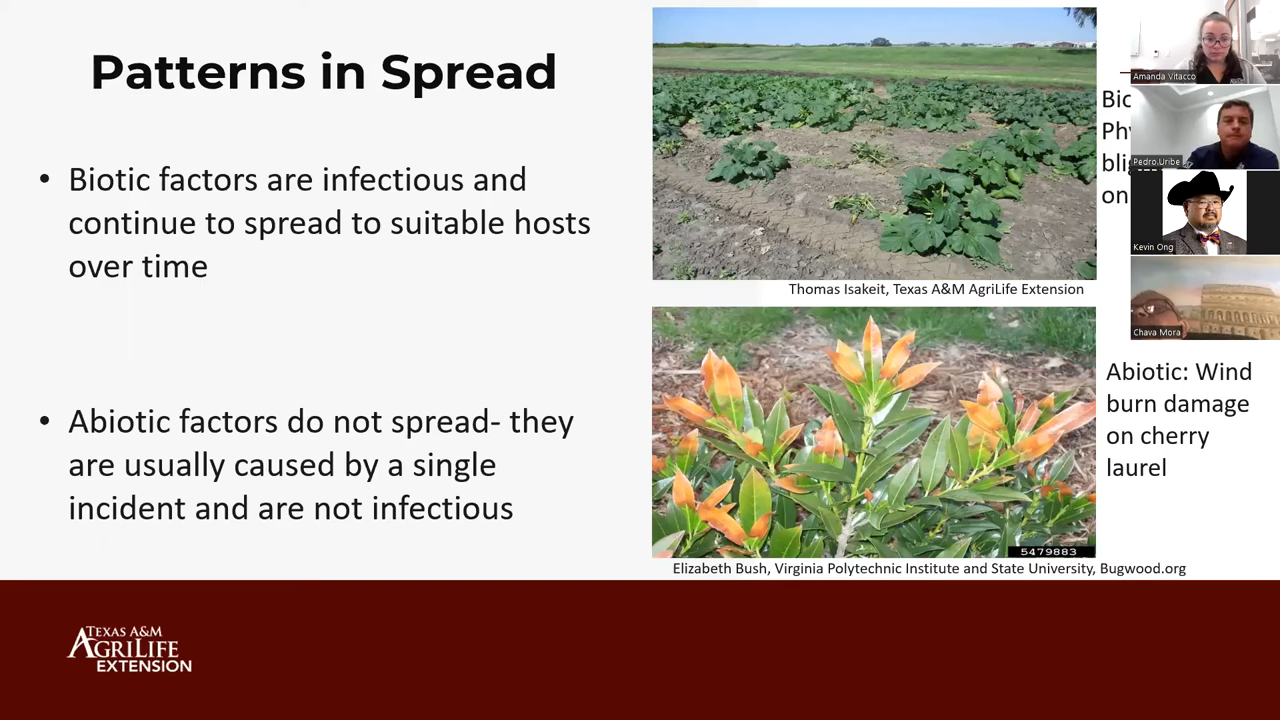 Patterns in Spread
• Biotic factors are infectious and
continue to spread to suitable hosts
over time
• Abiotic factors do not spread- they
are usually caused by a single
incident and are not infectious
Thomas Isakeit, Texas A&M AgriLife Extension
5479883
Elizabeth Bush, Virginia Polytechnic Institute and State University, Bugwood.org
on
Abiotic: Wind
burn damage
on cherry
laurel
Amanda Vitacco
Pedro.Uribe
Kevin Ong
Chava Mora
TEXAS A&M
AGRILIFE
EXTENSION